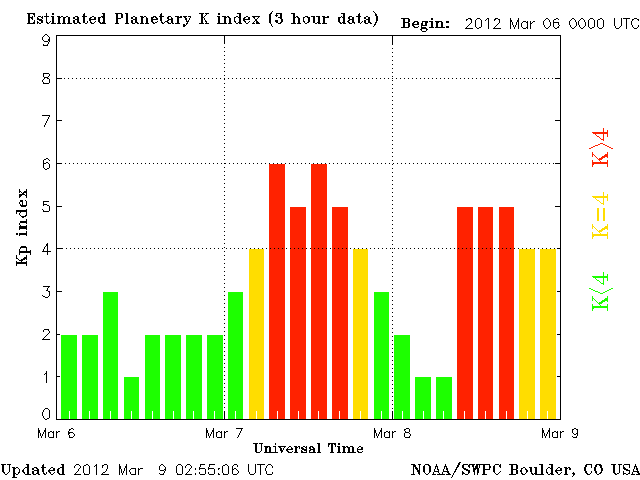 Estimated Planetary K index (3 hour data) Begin: 2012 Mar 06 0000 UTC
9
8
7
6
5
4
3
2
1
0
Kp index
K>4
K=4
K<4
Mar 6 Mar 7 Mar 8 Mar 9
Universal Time
Updated 2012 Mar 9 02:55:06 UTC NOAA/SWPC Boulder, CO USA